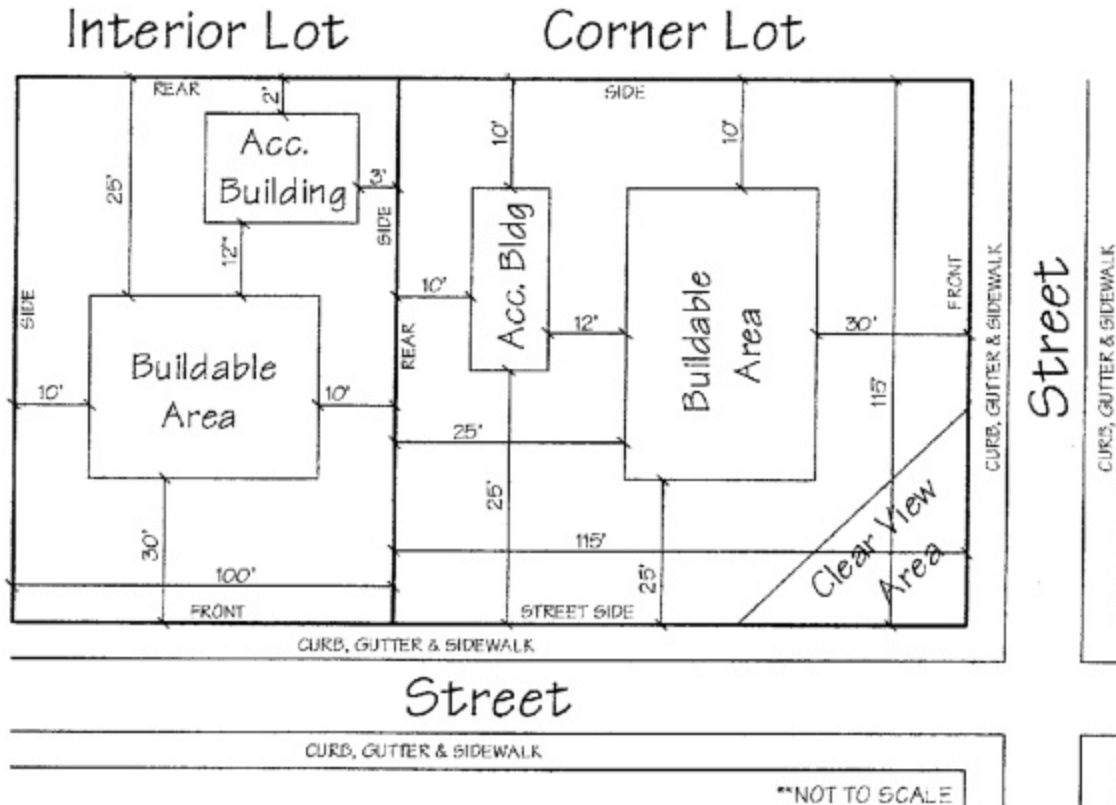 Interior Lot
Corner Lot
REAR
2'
Acc.
Building
3'
25'
12"
SIDE
SIDE
Buildable
Area
10'
10'
30'
100'
FRONT
SIDE
10'
10'
Acc. Bldg
10'
12'
REAR
Buildable
Area
30'
FRONT
115'
25'
25'
115'
25'
STREET SIDE
Clear View
Area
CURB, GUTTER & SIDEWALK
Street
CURB, GUTTER & SIDEWALK
CURB, GUTTER & SIDEWALK
Street
CURB, GUTTER & SIDEWALK
**NOT TO SCALE